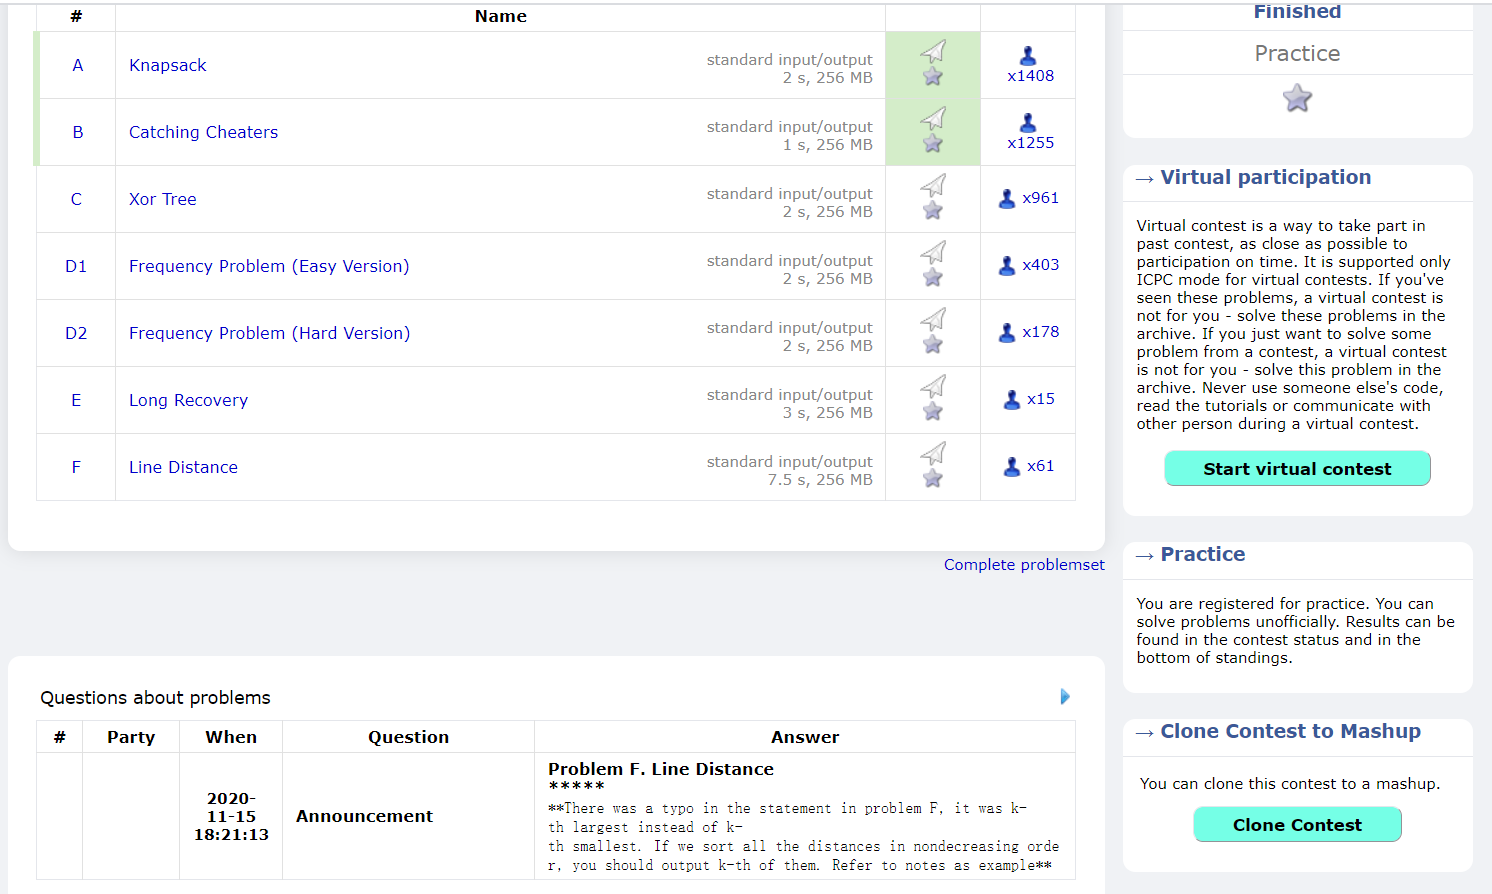 # Name
A Knapsack standard input/output
2 s, 256 MB x1408
B Catching Cheaters standard input/output
1 s, 256 MB x1255
C Xor Tree standard input/output
2 s, 256 MB x961
D1 Frequency Problem (Easy Version) standard input/output
2 s, 256 MB x403
D2 Frequency Problem (Hard Version) standard input/output
2 s, 256 MB x178
E Long Recovery standard input/output
3 s, 256 MB x15
F Line Distance standard input/output
7.5 s, 256 MB x61
Complete problemset
Questions about problems
# Party When Question Answer
2020-
11-15
18:21:13
Announcement
Problem F. Line Distance
*****
**There was a typo in the statement in problem F, it was k-
th largest instead of k-
th smallest. If we sort all the distances in nondecreasing orde
r, you should output k-th of them. Refer to notes as example**
Finished
Practice
→ Virtual participation
Virtual contest is a way to take part in
past contest, as close as possible to
participation on time. It is supported only
ICPC mode for virtual contests. If you've
seen these problems, a virtual contest is
not for you - solve these problems in the
archive. If you just want to solve some
problem from a contest, a virtual contest
is not for you - solve this problem in the
archive. Never use someone else's code,
read the tutorials or communicate with
other person during a virtual contest.
Start virtual contest
→ Practice
You are registered for practice. You can
solve problems unofficially. Results can be
found in the contest status and in the
bottom of standings.
→ Clone Contest to Mashup
You can clone this contest to a mashup.
Clone Contest